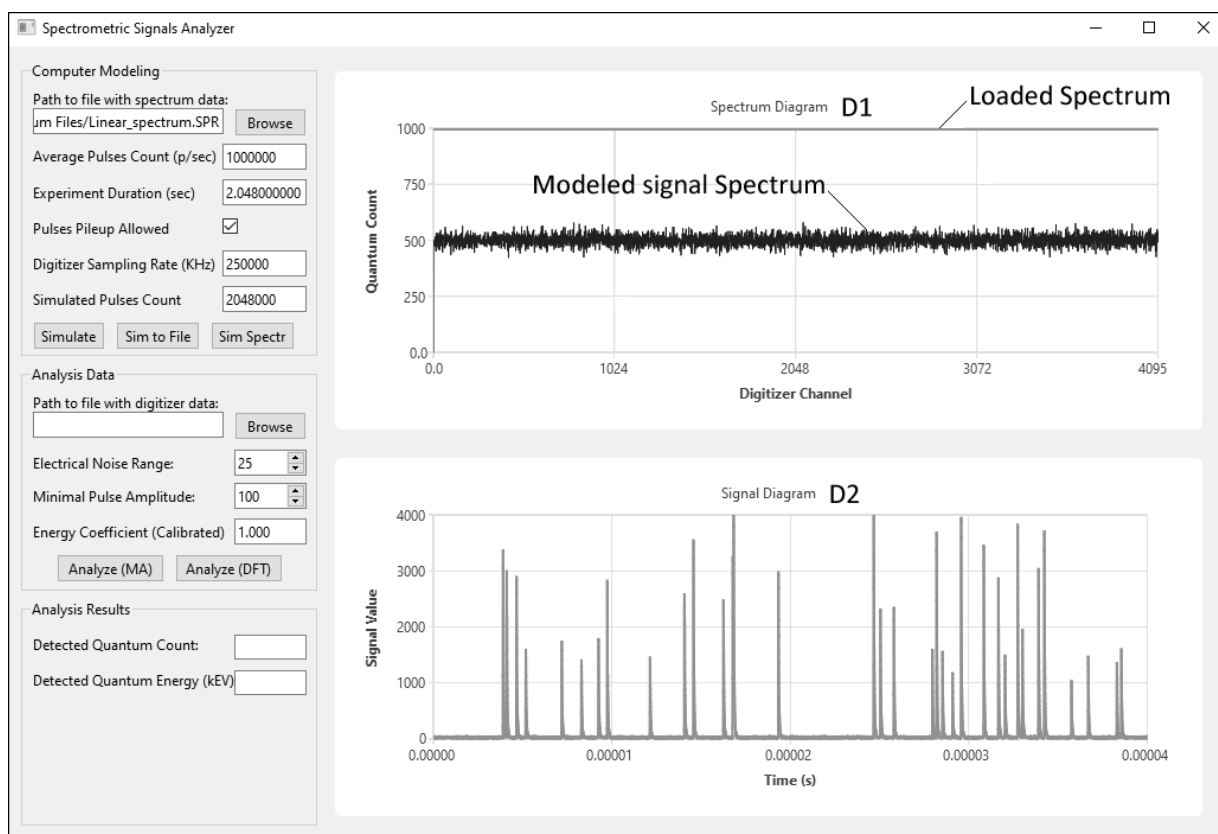 Spectrometric Signals Analyzer
Computer Modeling
Path to file with spectrum data:
um Files/Linear_spectrum.SPR Browse
Average Pulses Count (p/sec) 1000000
Experiment Duration (sec) 2.048000000
Pulses Pileup Allowed
Digitizer Sampling Rate (KHz) 250000
Simulated Pulses Count 2048000
Simulate Sim to File Sim Spectr
Analysis Data
Path to file with digitizer data:
Browse
Electrical Noise Range: 25
Minimal Pulse Amplitude: 100
Energy Coefficient (Calibrated) 1.000
Analyze (MA) Analyze (DFT)
Analysis Results
Detected Quantum Count:
Detected Quantum Energy (kEV)
Spectrum Diagram D1
Loaded Spectrum
Modeled signal Spectrum
Quantum Count
1000
750
500
250
0.0
0.0 1024 2048 3072 4095
Digitizer Channel
Signal Diagram D2
Signal Value
4000
3000
2000
1000
0
0.00000 0.00001 0.00002 0.00003 0.00004
Time (s)